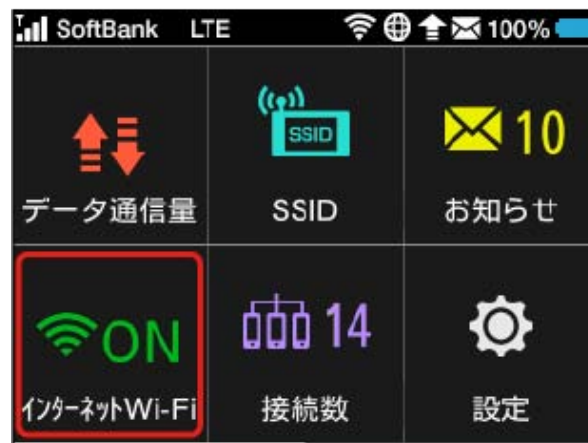 SoftBank LTE 100%
SSID 10
データ通信量 SSID お知らせ
ON 14
インターネットWi-Fi 接続数 設定